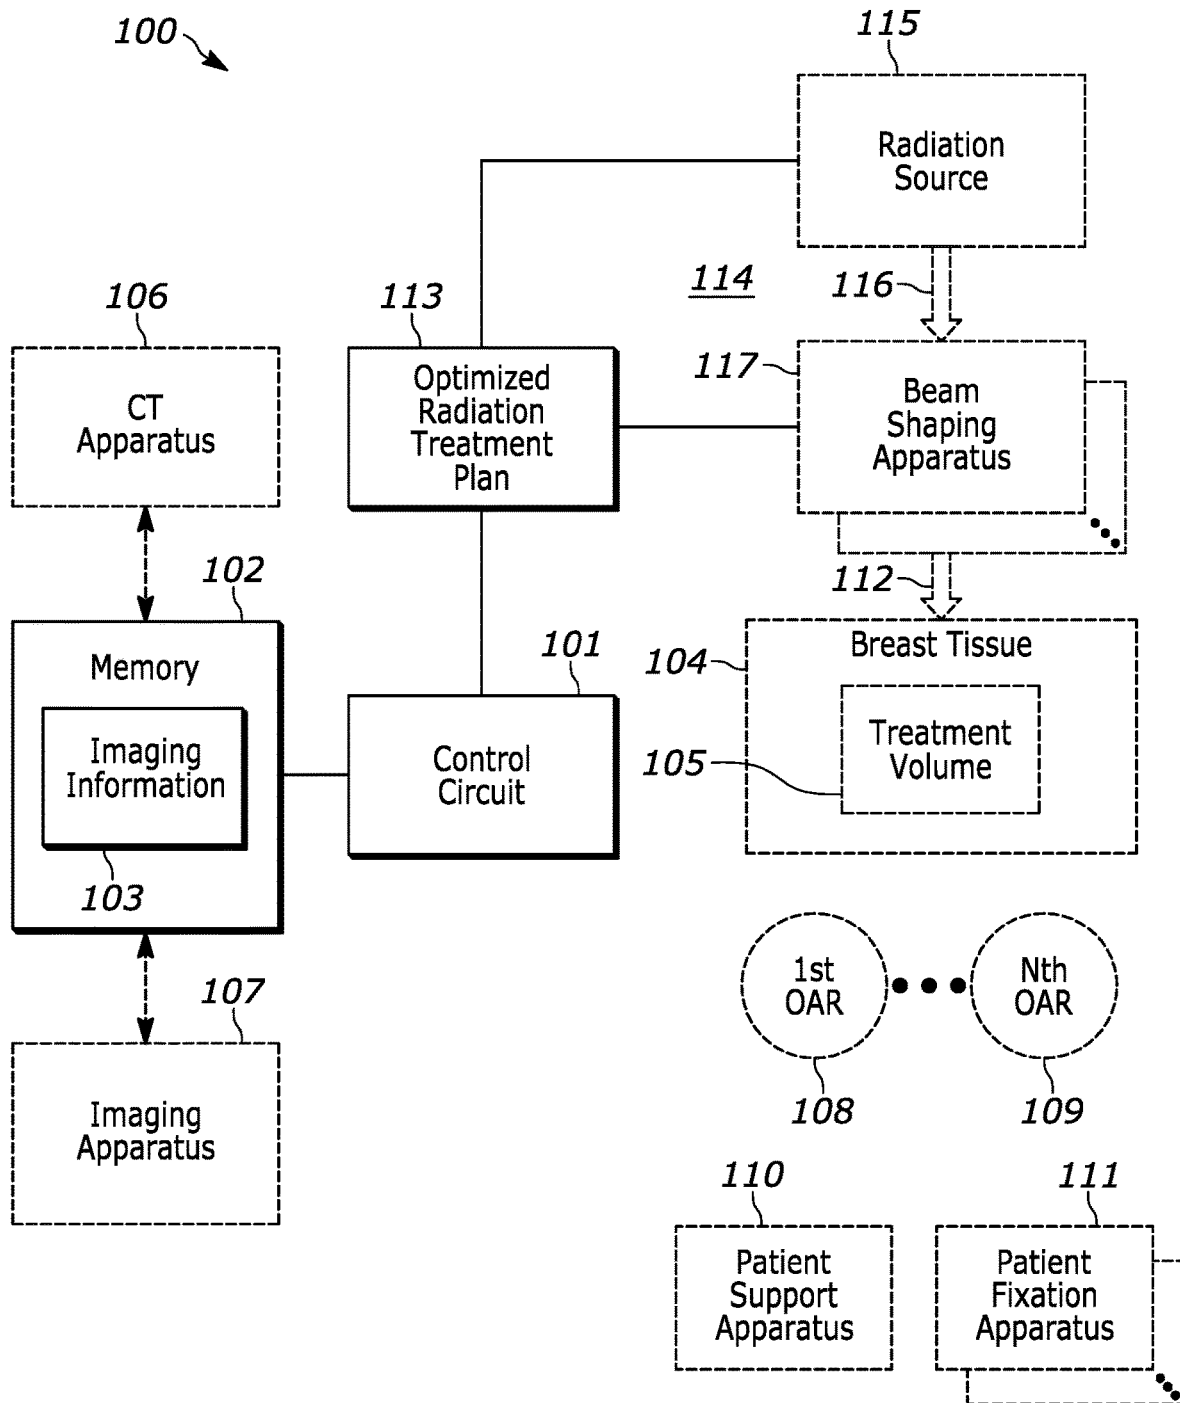 100
115
Radiation
Source
114
116
106
113
CT
Apparatus
Optimized
Radiation
Treatment
Plan
117
Beam
Shaping
Apparatus
102
112
Memory
101
104
Breast Tissue
Imaging
Information
Control
Circuit
105
Treatment
Volume
103
107
1st
OAR
Nth
OAR
Imaging
Apparatus
108
109
110
111
Patient
Support
Apparatus
Patient
Fixation
Apparatus